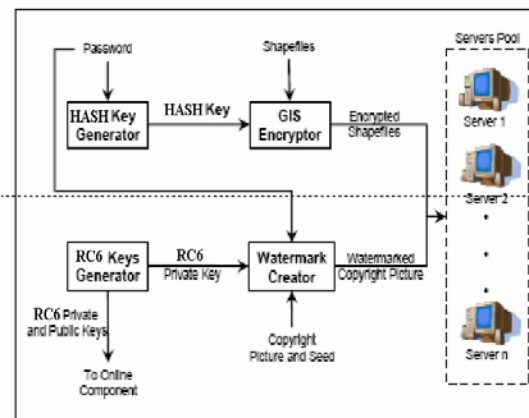 Password
Shapefiles
Servers Pool
HASH Key
Generator
HASH Key
GIS
Encryptor
Encrypted
Shapefiles
Server 1
Server 2
RC6 Keys
Generator
RC6
Private Key
Watermark
Creator
Watermarked
Copyright Picture
RC6 Private
and Public Keys
Copyright
Picture and Seed
Server n
To Online
Component